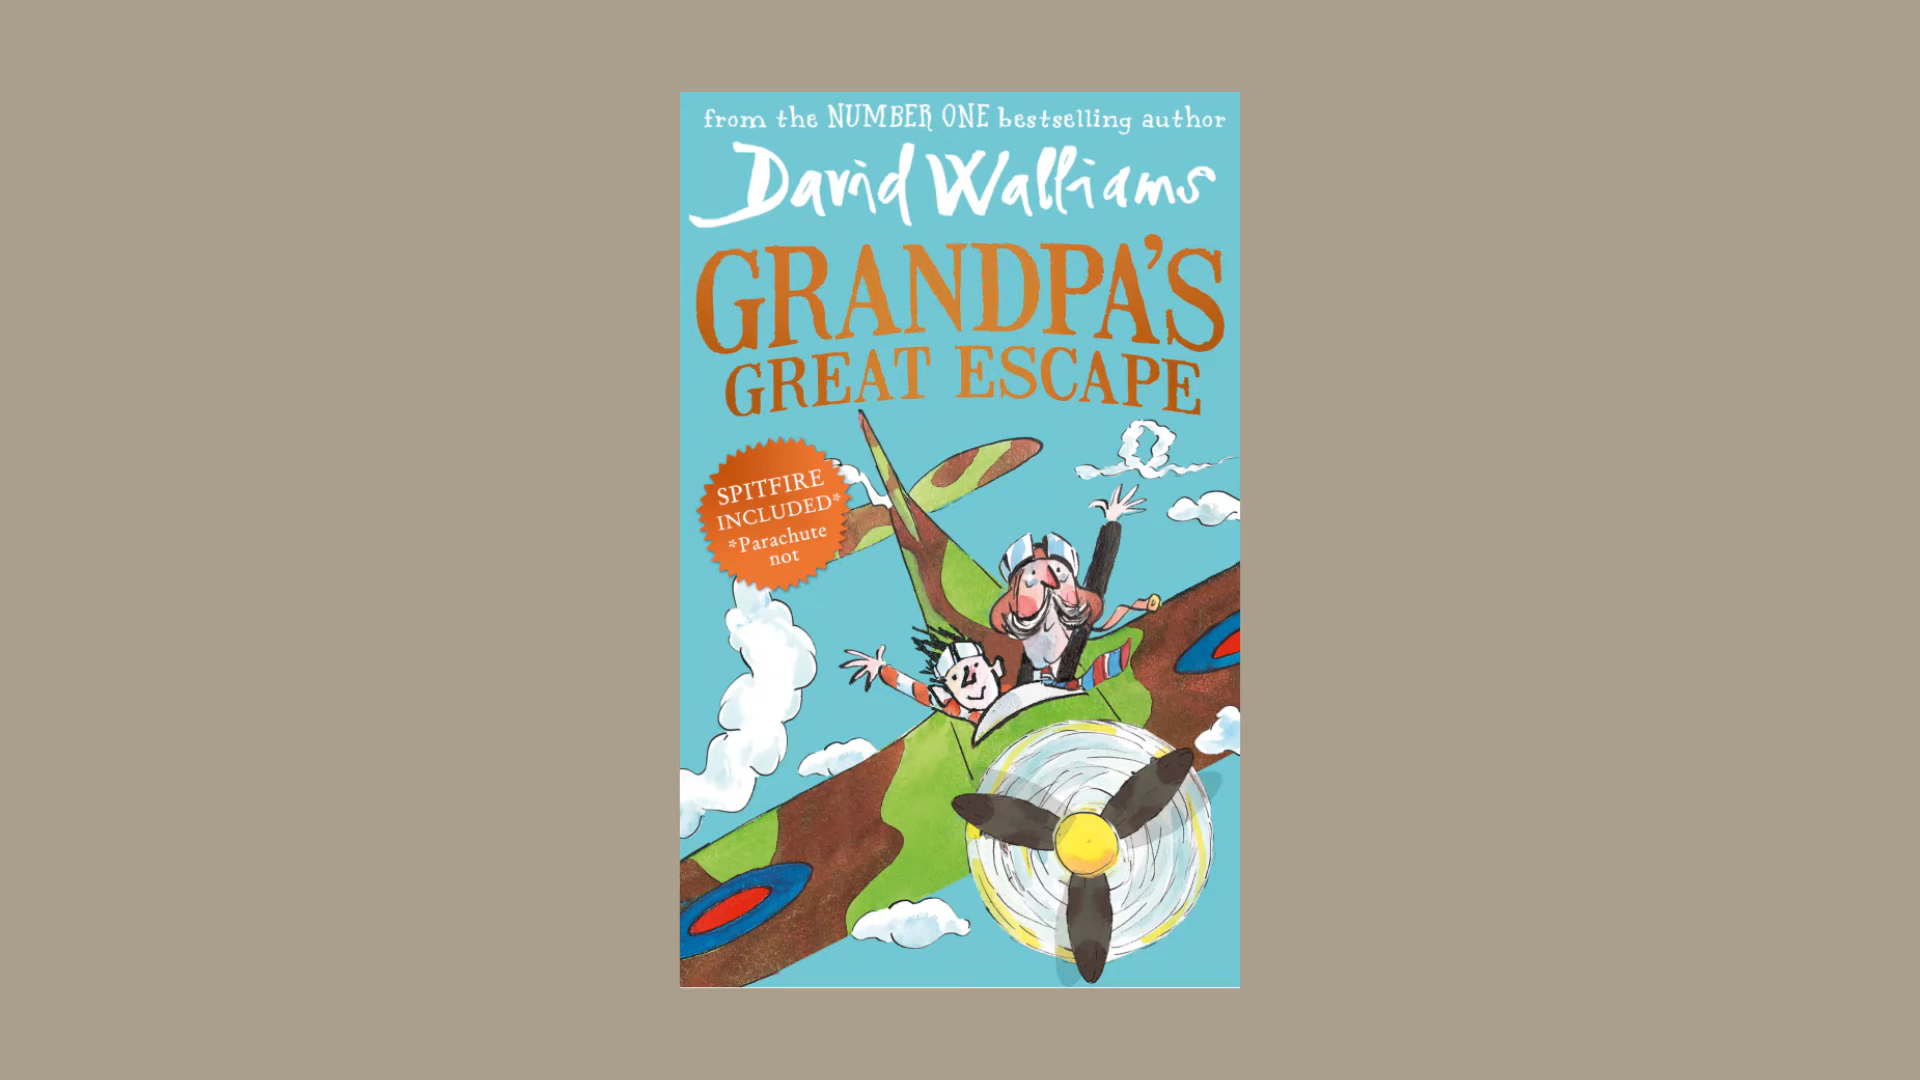 from the NUMBER ONE bestselling author
David Walliams
GRANDPA'S
GREAT ESCAPE
SPITFIRE
INCLUDED*
*Parachute
not